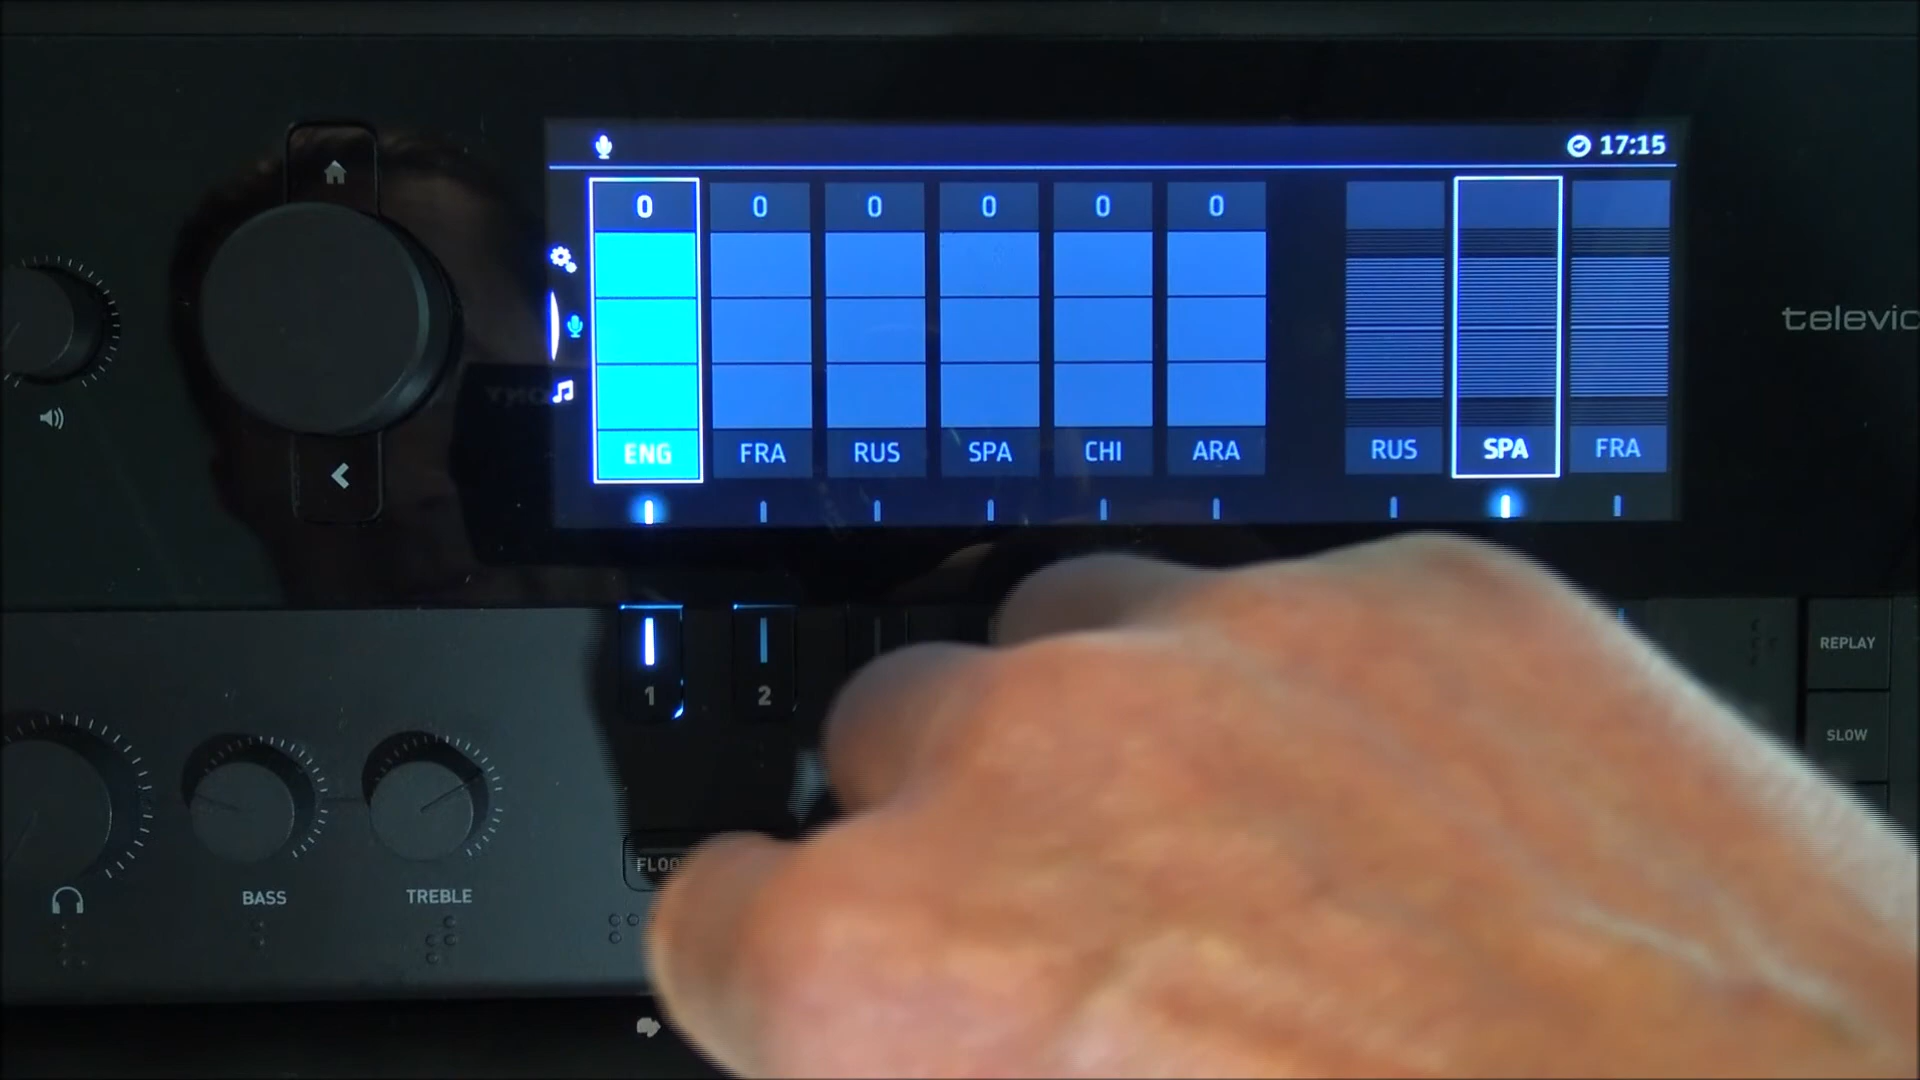 17:15
0 0 0 0 0 0
ENG FRA RUS SPA CHI ARA RUS SPA FRA
televic
1 2
REPLAY
SLOW
FLOO
BASS TREBLE